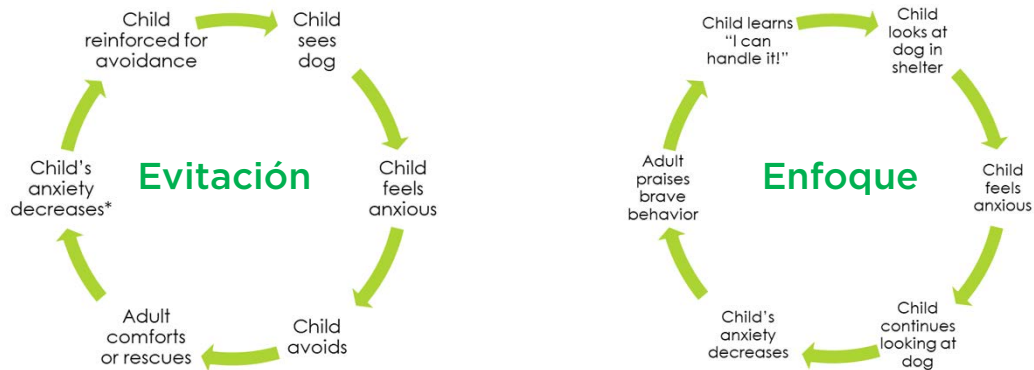 Child
reinforced for
avoidance
Child
sees
dog
Child
feels
anxious
Child
avoids
Adult
comforts
or rescues
Child's
anxiety
decreases*
Evitación
Child learns
"I can
handle it!"
Child
looks at
dog in
shelter
Child
feels
anxious
Child
continues
looking at
dog
Child's
anxiety
decreases
Adult
praises
brave
behavior
Enfoque